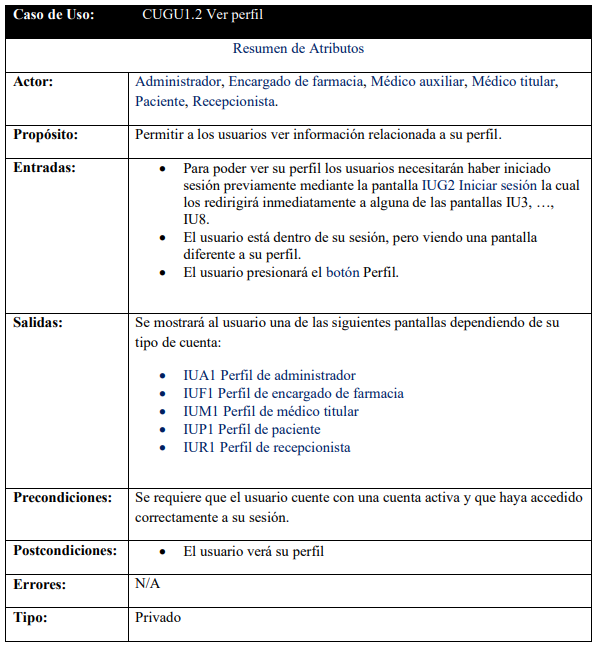 Caso de Uso: CUGU1.2 Ver perfil
Resumen de Atributos
Actor: Administrador, Encargado de farmacia, Médico auxiliar, Médico titular,
Paciente, Recepcionista.
Propósito: Permitir a los usuarios ver información relacionada a su perfil.
Entradas: • Para poder ver su perfil los usuarios necesitarán haber iniciado
sesión previamente mediante la pantalla IUG2 Iniciar sesión la cual
los redirigirá inmediatamente a alguna de las pantallas IU3, …,
IU8.
• El usuario está dentro de su sesión, pero viendo una pantalla
diferente a su perfil.
• El usuario presionará el botón Perfil.
Salidas: Se mostrará al usuario una de las siguientes pantallas dependiendo de su
tipo de cuenta:
• IUA1 Perfil de administrador
• IUF1 Perfil de encargado de farmacia
• IUM1 Perfil de médico titular
• IUP1 Perfil de paciente
• IUR1 Perfil de recepcionista
Precondiciones: Se requiere que el usuario cuente con una cuenta activa y que haya accedido
correctamente a su sesión.
Postcondiciones: • El usuario verá su perfil
Errores: N/A
Tipo: Privado